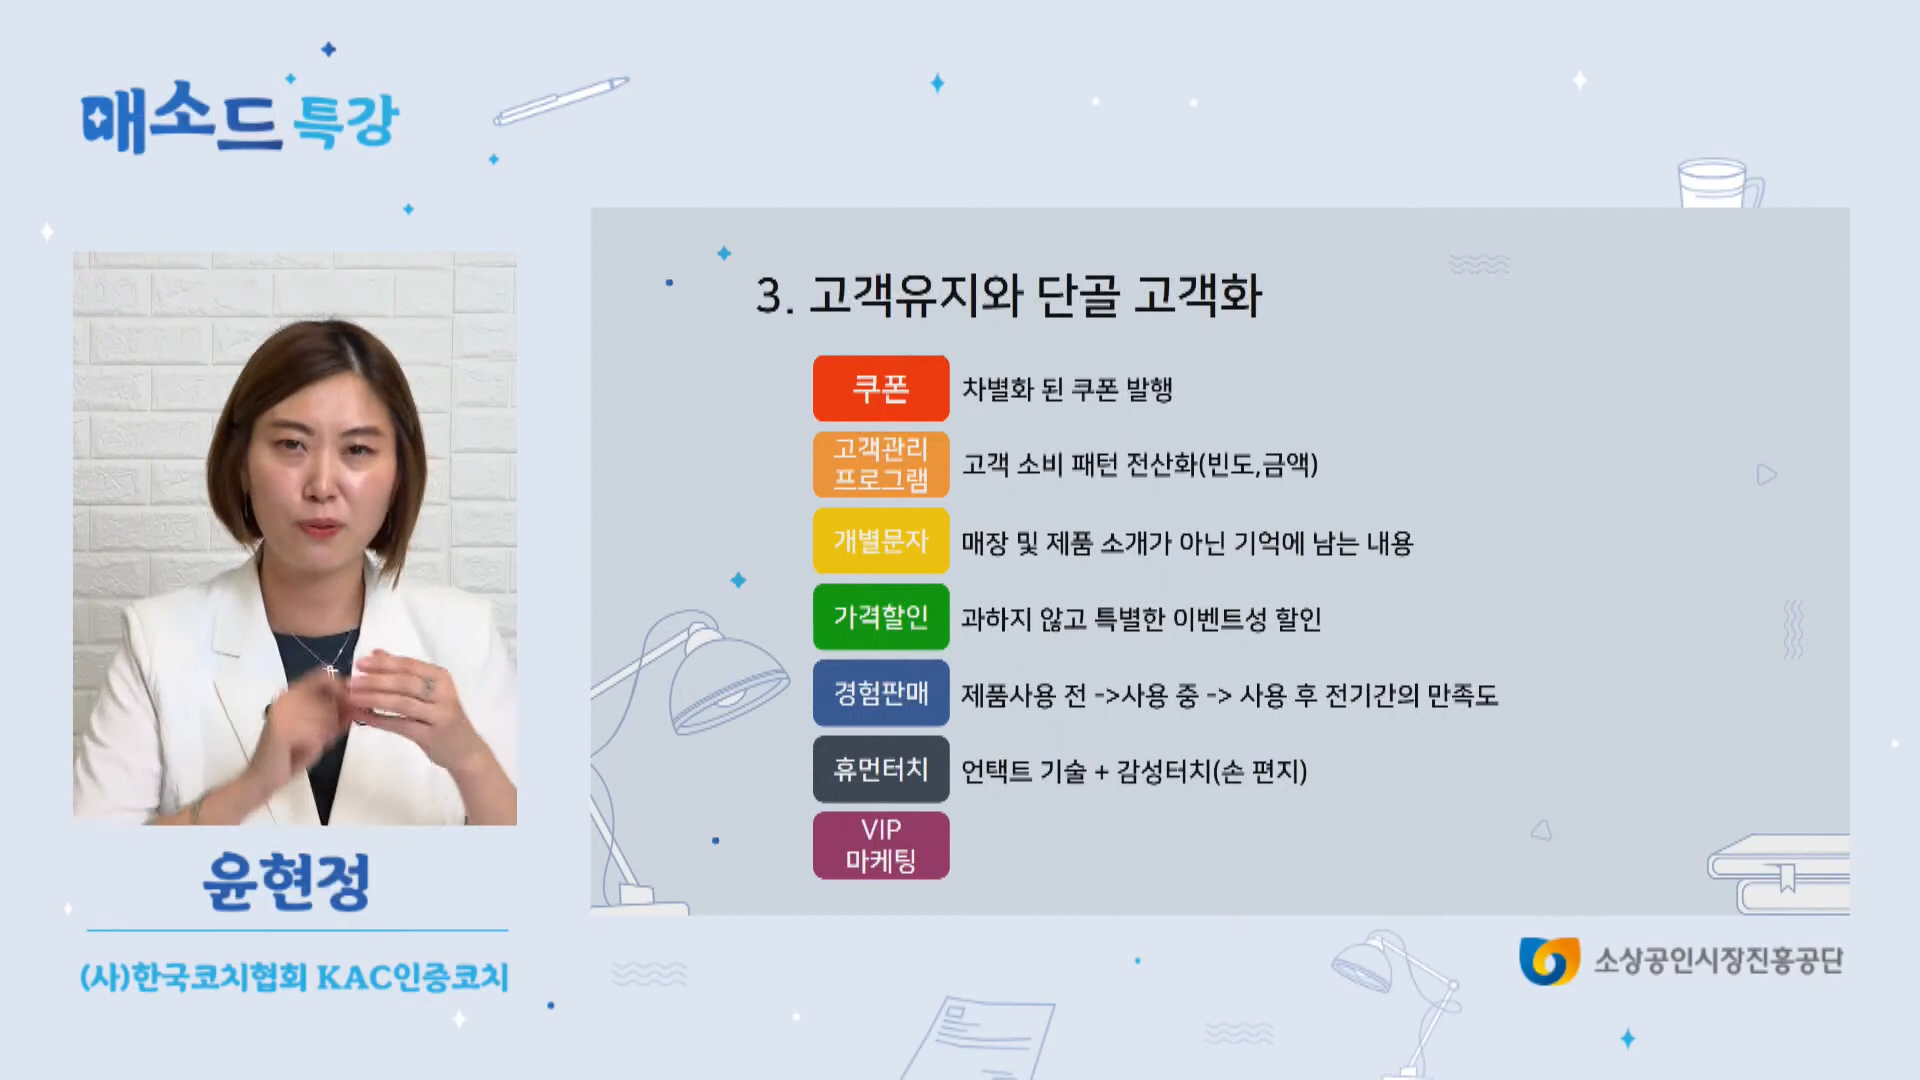 매소드 특강
3. 고객유지와 단골 고객화
쿠폰 차별화 된 쿠폰 발행
고객관리
프로그램
고객 소비 패턴 전산화(빈도,금액)
개별문자 매장 및 제품 소개가 아닌 기억에 남는 내용
가격할인 과하지 않고 특별한 이벤트성 할인
경험판매 제품사용 전 ->사용 중 -> 사용 후 전기간의 만족도
휴먼터치 언택트 기술 + 감성터치(손 편지)
VIP
마케팅
윤현정
(사)한국코치협회 KAC인증코치
소상공인시장진흥공단